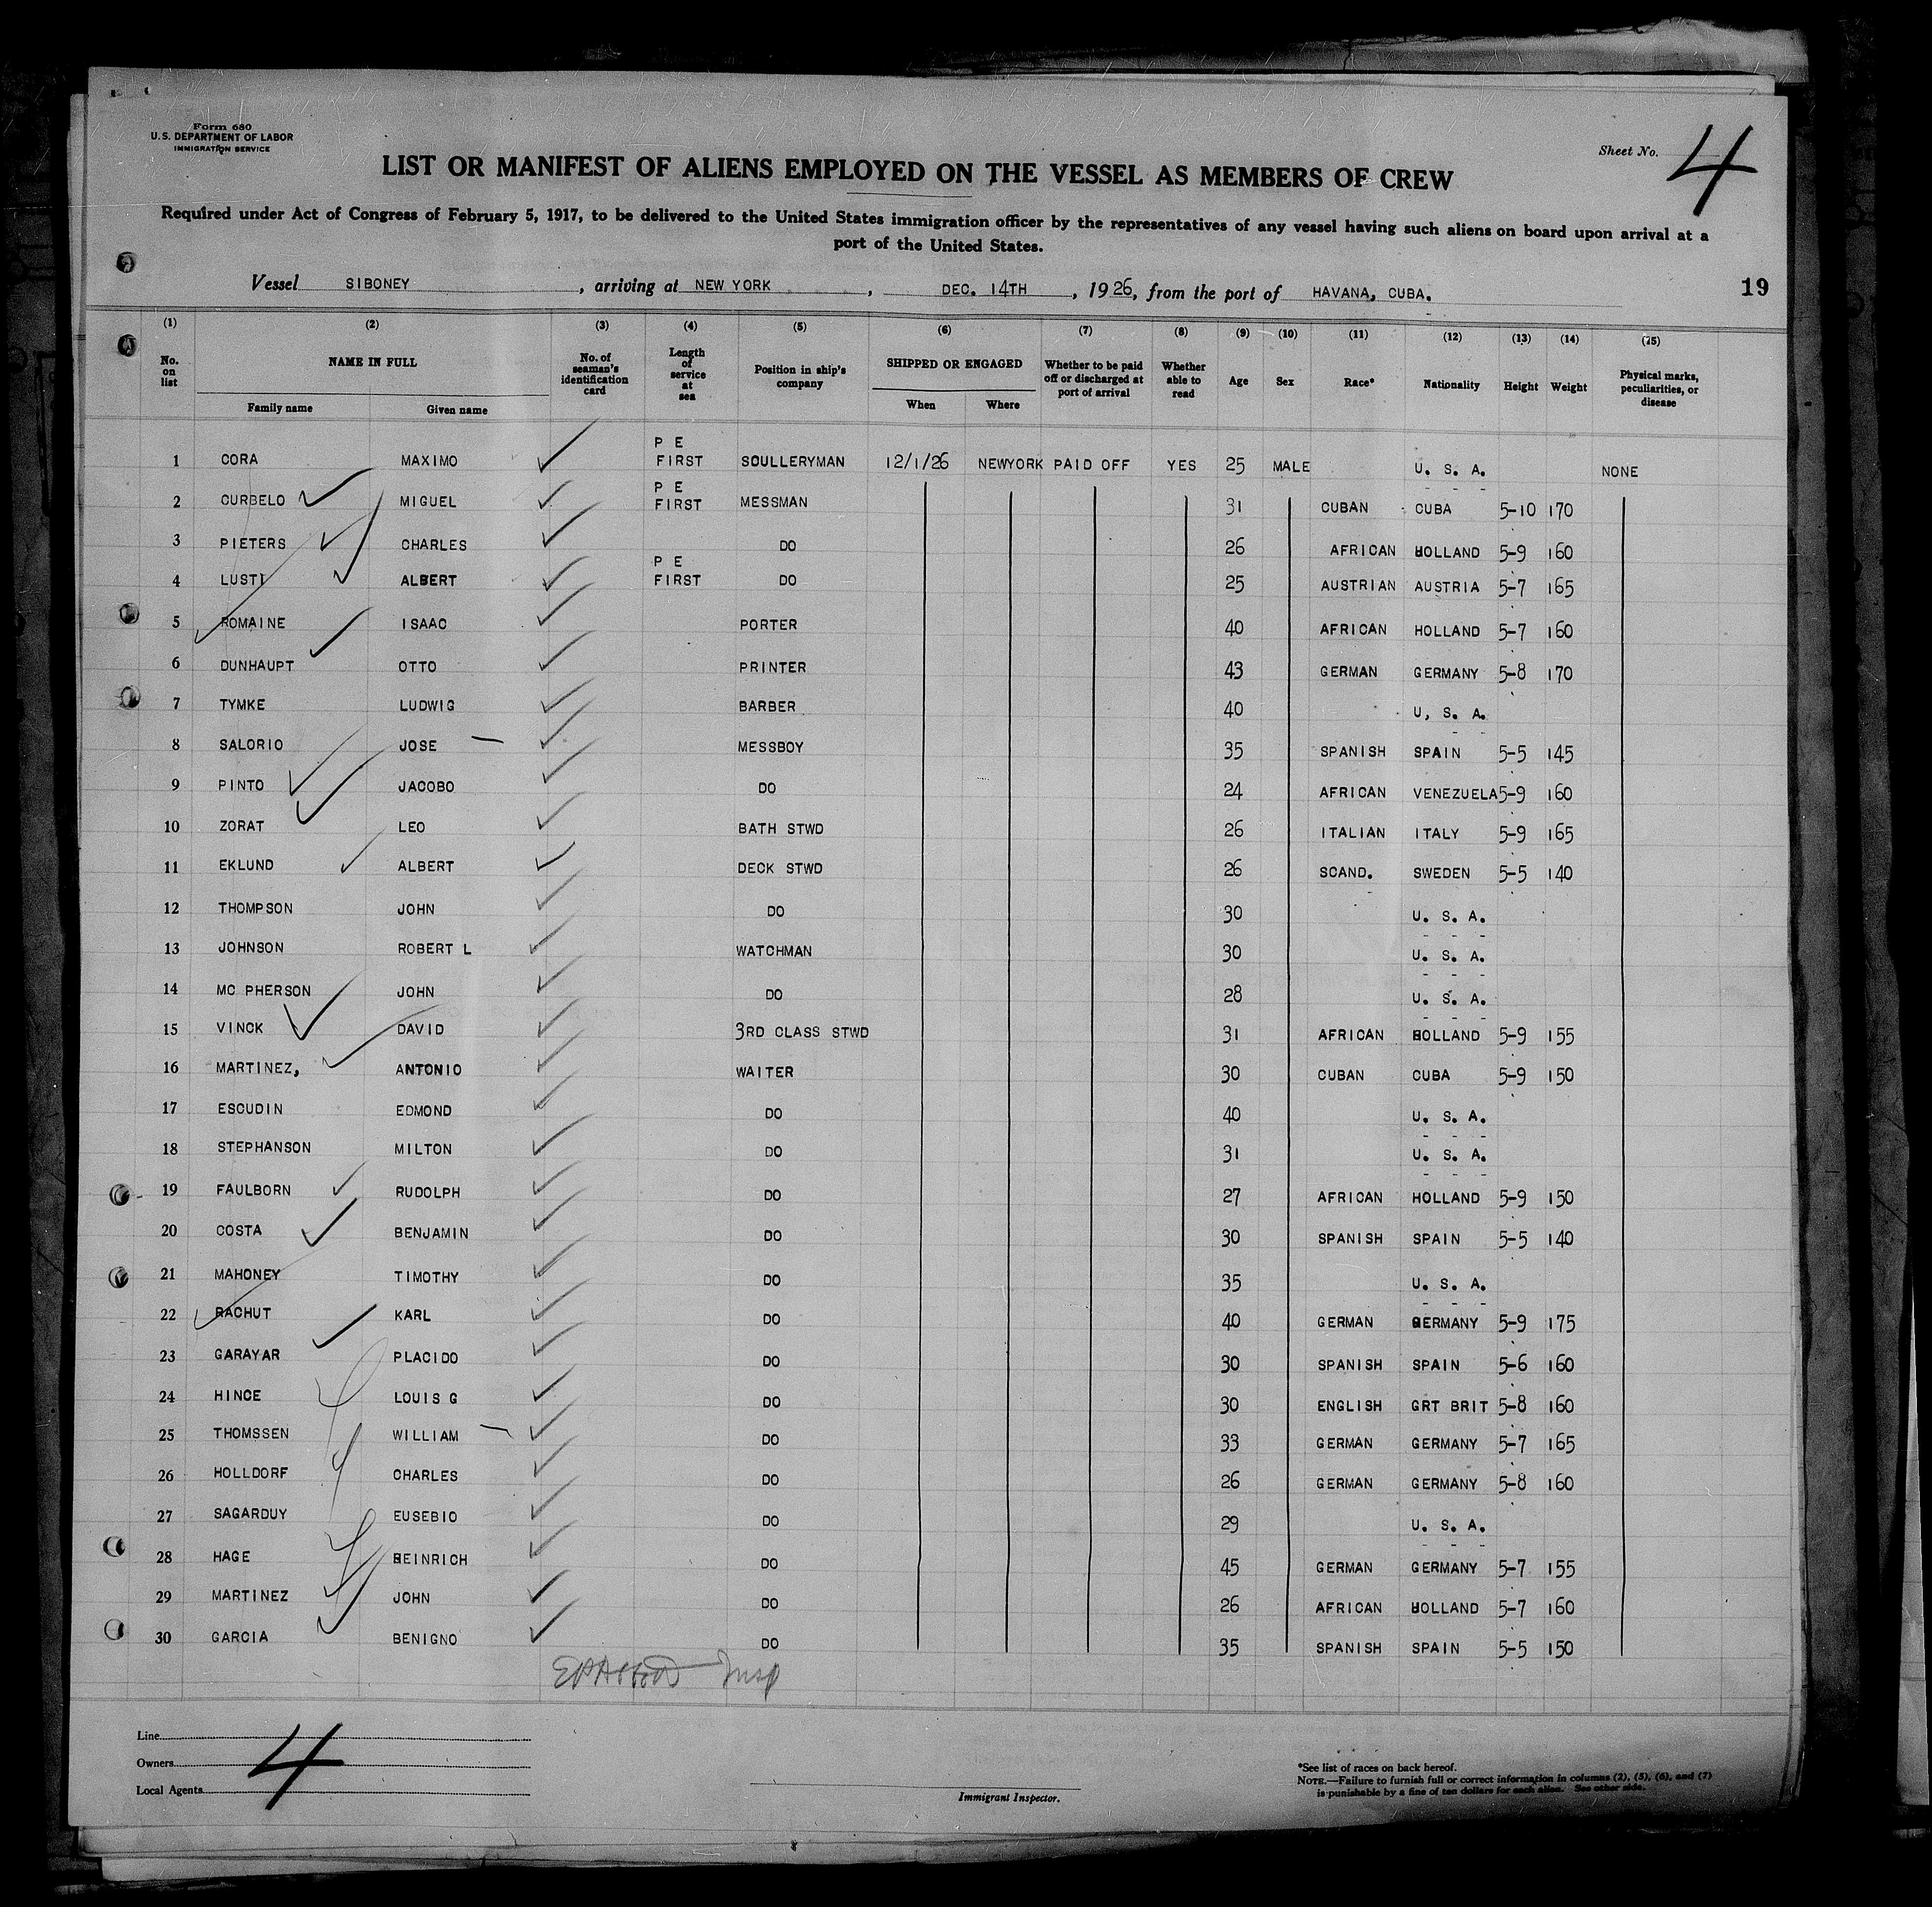 Form 680
U.S. DEPARTMENT OF LABOR
IMMIGRATION SERVICE
Sheet No. 4
LIST OR MANIFEST OF ALIENS EMPLOYED ON THE VESSEL AS MEMBERS OF CREW
Required under Act of Congress of February 5, 1917, to be delivered to the United States immigration officer by the representatives of any vessel having such aliens on board upon arrival at a
port of the United States.
Vessel SIBONEY, arriving at NEW YORK, DEC. 14TH, 1926, from the port of HAVANA, CUBA. 19
(1) (2) (3) (4) (5) (6) (7) (8) (9) (10) (11) (12) (13) (14) (15)
No. on list NAME IN FULL Family name Given name No. of seaman's identification card Length of service at sea Position in ship's company SHIPPED OR ENGAGED When Where Whether to be paid off or discharged at port of arrival Whether able to read Age Sex Race* Nationality Height Weight Physical marks, peculiarities, or disease
1 CORA MAXIMO P E FIRST SCULLERYMAN 12/1/26 NEWYORK PAID OFF YES 25 MALE U. S. A. NONE
2 CURBELO MIGUEL P E FIRST MESSMAN 31 CUBAN CUBA 5-10 170
3 PIETERS CHARLES DO 26 AFRICAN HOLLAND 5-9 160
4 LUSTI ALBERT P E FIRST DO 25 AUSTRIAN AUSTRIA 5-7 165
5 ROMAINE ISAAC PORTER 40 AFRICAN HOLLAND 5-7 160
6 DUNHAUPT OTTO PRINTER 43 GERMAN GERMANY 5-8 170
7 TYMKE LUDWIG BARBER 40 U, S. A.
8 SALORIO JOSE MESSBOY 35 SPANISH SPAIN 5-5 145
9 PINTO JACOBO DO 24 AFRICAN VENEZUELA 5-9 160
10 ZORAT LEO BATH STWD 26 ITALIAN ITALY 5-9 165
11 EKLUND ALBERT DECK STWD 26 SCAND. SWEDEN 5-5 140
12 THOMPSON JOHN DO 30 U. S. A.
13 JOHNSON ROBERT L WATCHMAN 30 U. S. A.
14 MC PHERSON JOHN DO 28 U. S. A.
15 VINCK DAVID 3RD CLASS STWD 31 AFRICAN HOLLAND 5-9 155
16 MARTINEZ, ANTONIO WAITER 30 CUBAN CUBA 5-9 150
17 ESCUDIN EDMOND DO 40 U. S. A.
18 STEPHANSON MILTON DO 31 U. S. A.
19 FAULBORN RUDOLPH DO 27 AFRICAN HOLLAND 5-9 150
20 COSTA BENJAMIN DO 30 SPANISH SPAIN 5-5 140
21 MAHONEY TIMOTHY DO 35 U. S. A.
22 RACHUT KARL DO 40 GERMAN GERMANY 5-9 175
23 GARAYAR PLACIDO DO 30 SPANISH SPAIN 5-6 160
24 HINCE LOUIS G DO 30 ENGLISH GRT BRIT 5-8 160
25 THOMSSEN WILLIAM DO 33 GERMAN GERMANY 5-7 165
26 HOLLDORF CHARLES DO 26 GERMAN GERMANY 5-8 160
27 SAGARDUY EUSEBIO DO 29 U. S. A.
28 HAGE HEINRICH DO 45 GERMAN GERMANY 5-7 155
29 MARTINEZ JOHN DO 26 AFRICAN HOLLAND 5-7 160
30 GARCIA BENIGNO DO 35 SPANISH SPAIN 5-5 150
Insp
Line
Owners 4
Local Agents
Immigrant Inspector.
*See list of races on back hereof.
NOTE.—Failure to furnish full or correct information in columns (2), (5), (6), and (7)
is punishable by a fine of ten dollars for each alien. See other side.